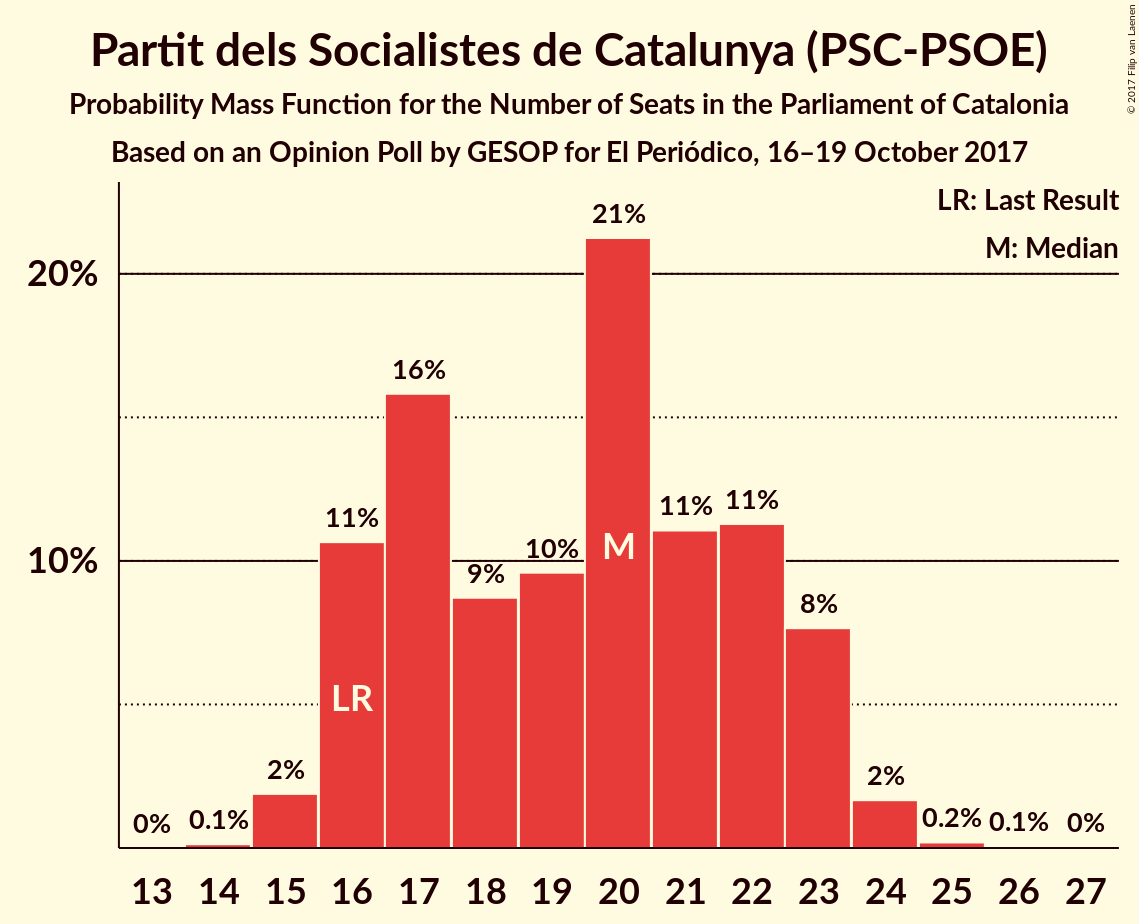 Partit dels Socialistes de Catalunya (PSC-PSOE)
Probability Mass Function for the Number of Seats in the Parliament of Catalonia
Based on an Opinion Poll by GESOP for El Periódico, 16–19 October 2017
© 2017 Filip van Laenen
LR: Last Result
M: Median
20%
10%
0%
0.1%
2%
11%
16%
9%
10%
21%
11%
11%
8%
2%
0.2%
0.1%
0%
LR
M
13 14 15 16 17 18 19 20 21 22 23 24 25 26 27